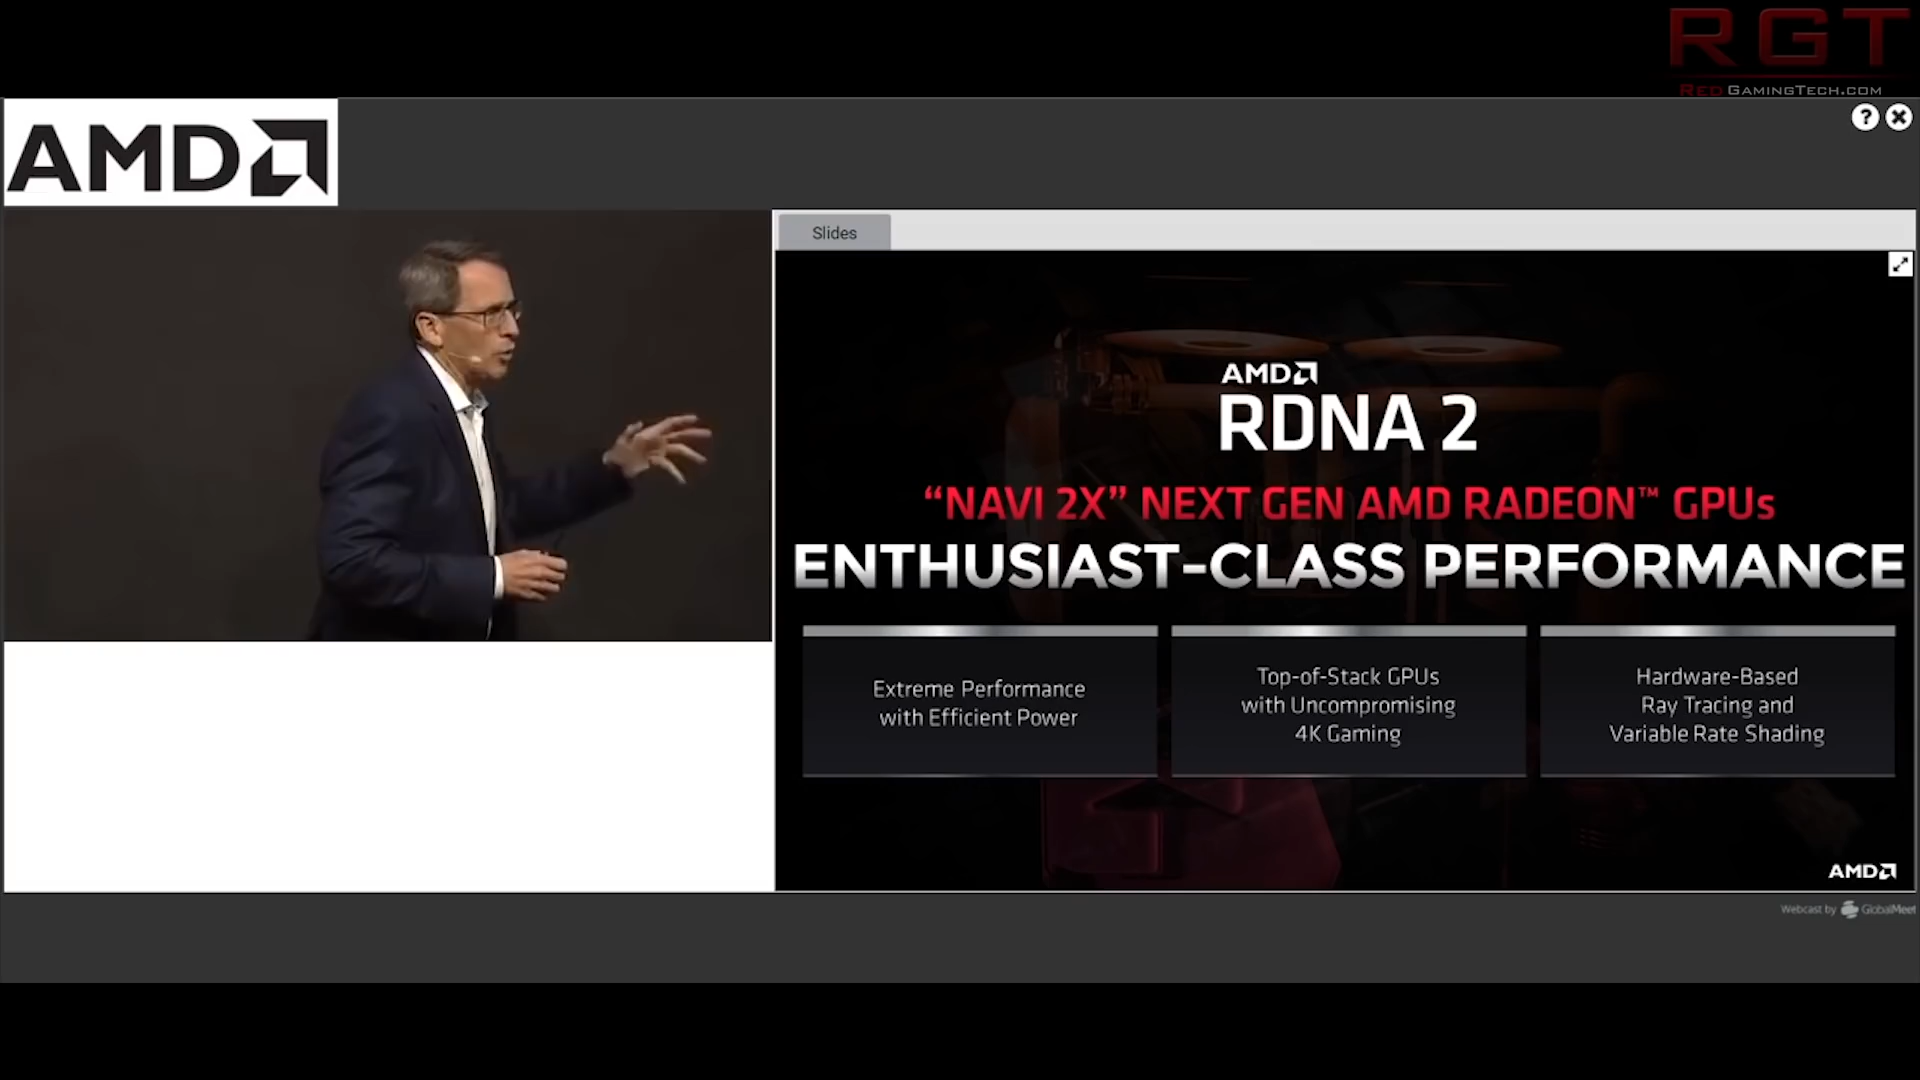 RGT
RedGamingTech.com
AMD
? ×
Slides
AMD
RDNA 2
“NAVI 2X” NEXT GEN AMD RADEON™ GPUs
ENTHUSIAST-CLASS PERFORMANCE
Extreme Performance
with Efficient Power
Top-of-Stack GPUs
with Uncompromising
4K Gaming
Hardware-Based
Ray Tracing and
Variable Rate Shading
AMD
Webcast by GlobalMeet